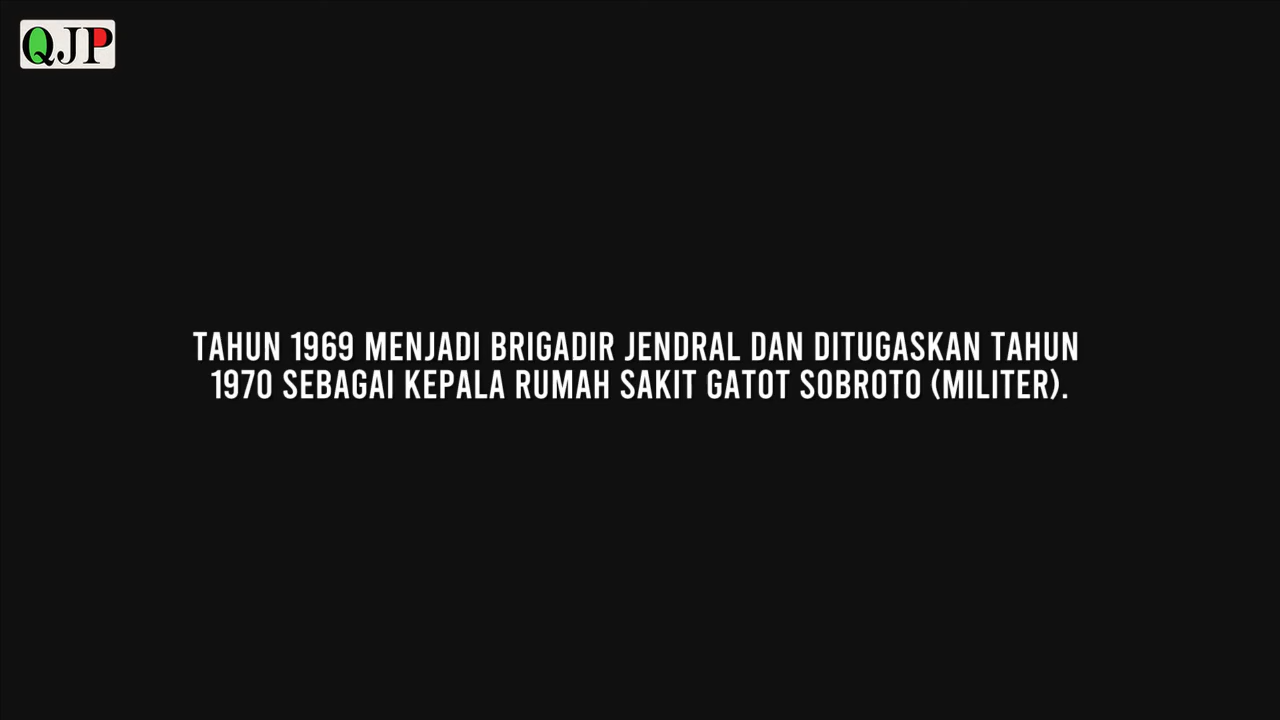 QJP
TAHUN 1969 MENJADI BRIGADIR JENDRAL DAN DITUGASKAN TAHUN
1970 SEBAGAI KEPALA RUMAH SAKIT GATOT SOBROTO (MILITER).